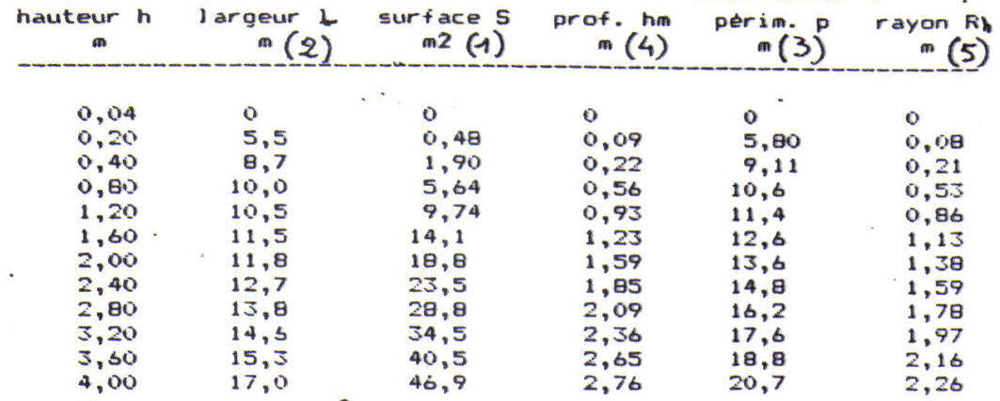 hauteur h largeur L surface S prof. hm périm. p rayon Rh
m m (2) m2 (1) m (4) m (3) m (5)
0,04 0 0 0 0 0
0,20 5,5 0,48 0,09 5,80 0,08
0,40 8,7 1,90 0,22 9,11 0,21
0,80 10,0 5,64 0,56 10,6 0,53
1,20 10,5 9,74 0,93 11,4 0,86
1,60 11,5 14,1 1,23 12,6 1,13
2,00 11,8 18,8 1,59 13,6 1,38
2,40 12,7 23,5 1,85 14,8 1,59
2,80 13,8 28,8 2,09 16,2 1,78
3,20 14,6 34,5 2,36 17,6 1,97
3,60 15,3 40,5 2,65 18,8 2,16
4,00 17,0 46,9 2,76 20,7 2,26